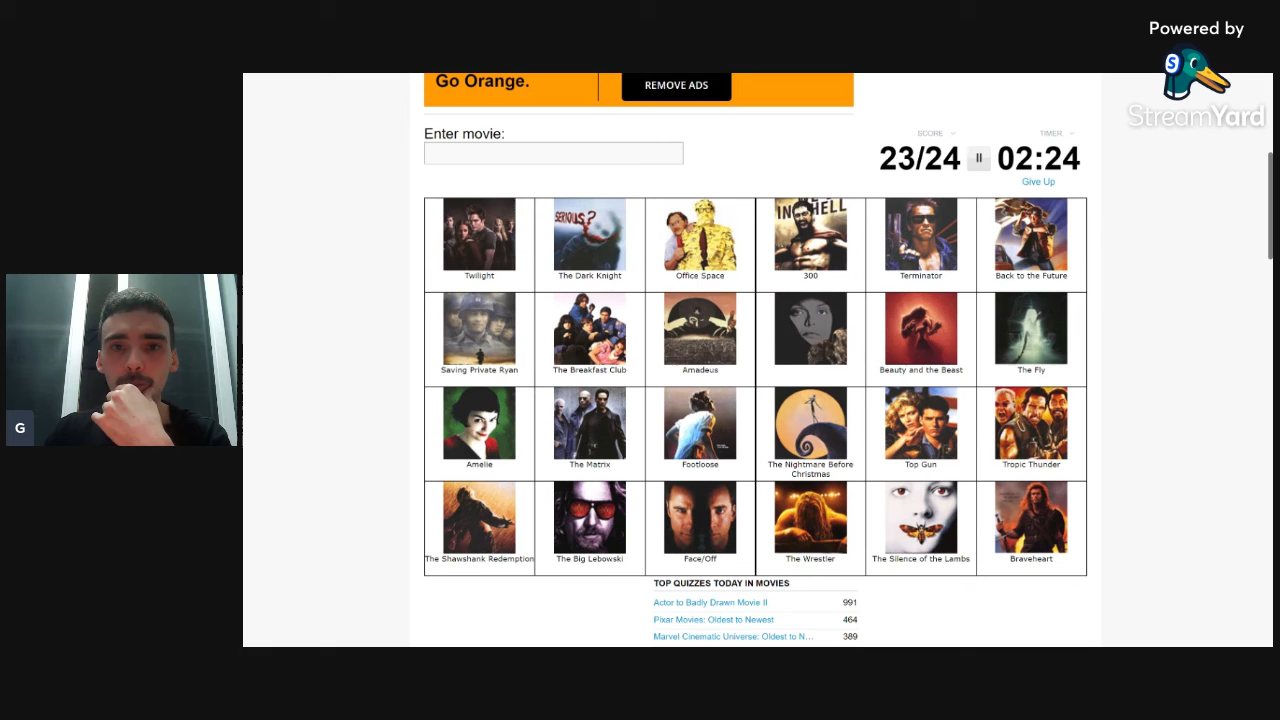 Powered by
S
StreamYard
Go Orange.
REMOVE ADS
Enter movie:
SCORE
TIMER
23/24
02:24
Give Up
SERIOUS?
IN HELL
Twilight
The Dark Knight
Office Space
300
Terminator
Back to the Future
Saving Private Ryan
The Breakfast Club
Amadeus
Beauty and the Beast
The Fly
Amelie
The Matrix
Footloose
The Nightmare Before
Christmas
Top Gun
Tropic Thunder
The Shawshank Redemption
The Big Lebowski
Face/Off
The Wrestler
The Silence of the Lambs
Braveheart
G
TOP QUIZZES TODAY IN MOVIES
Actor to Badly Drawn Movie II 991
Pixar Movies: Oldest to Newest 464
Marvel Cinematic Universe: Oldest to N... 389